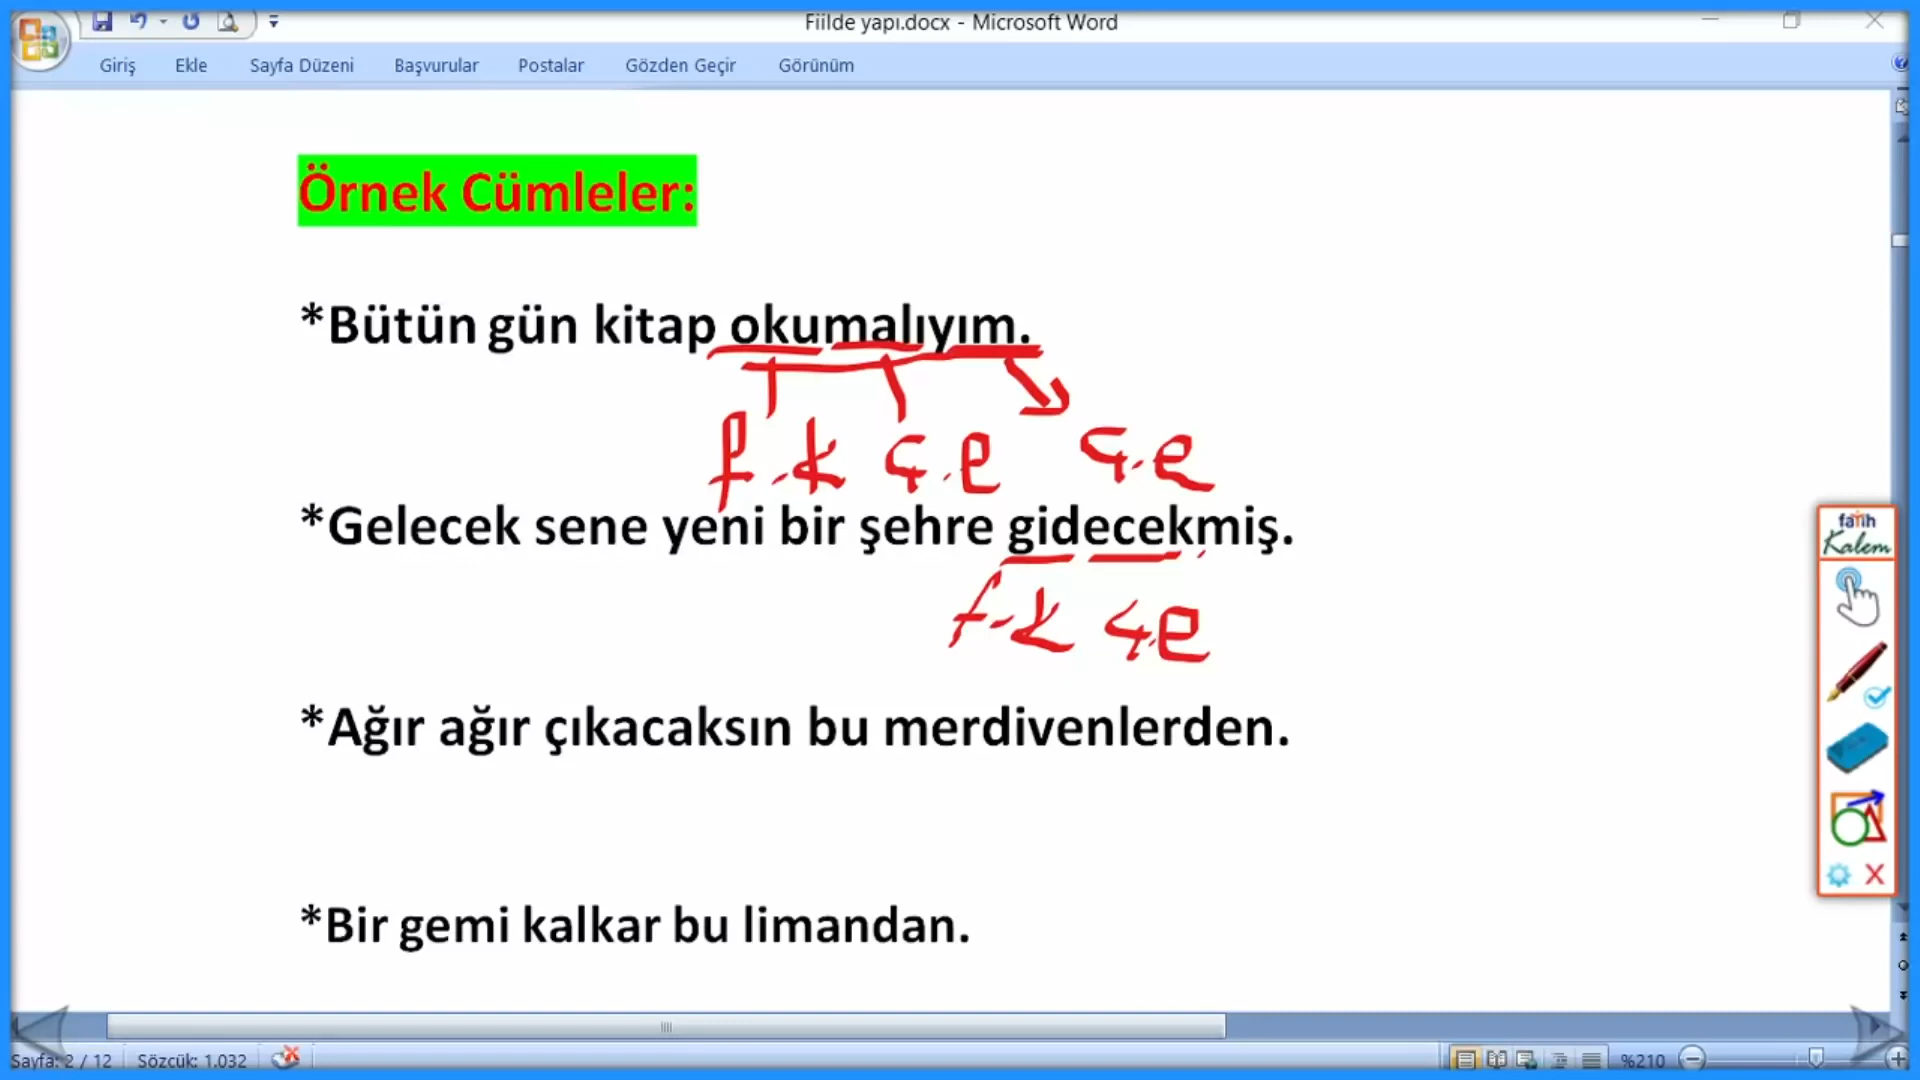 Fiilde yapı.docx - Microsoft Word
Giriş Ekle Sayfa Düzeni Başvurular Postalar Gözden Geçir Görünüm
Örnek Cümleler:
*Bütün gün kitap okumalıyım.
f.k ç.e ç.e
*Gelecek sene yeni bir şehre gidecekmiş.
f.k ç.e
fatih
Kalem
*Ağır ağır çıkacaksın bu merdivenlerden.
*Bir gemi kalkar bu limandan.
Sayfa: 2 / 12 Sözcük: 1.032 %210